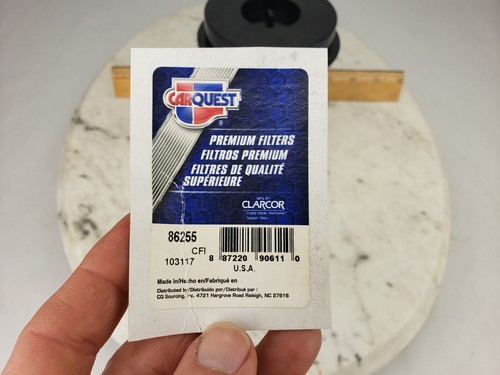 CARQUEST
®
PREMIUM FILTERS
FILTROS PREMIUM
FILTRES DE QUALITÉ
SUPÉRIEURE
MFG BY
CLARCOR
86255
CFI
103117
8 87220 90611 0
U.S.A.
Made in/Hecho en/Fabriqué en
Distributed by/Distribuido por/Distribué par :
CQ Sourcing, Inc. 4721 Hargrove Road Raleigh, NC 27616